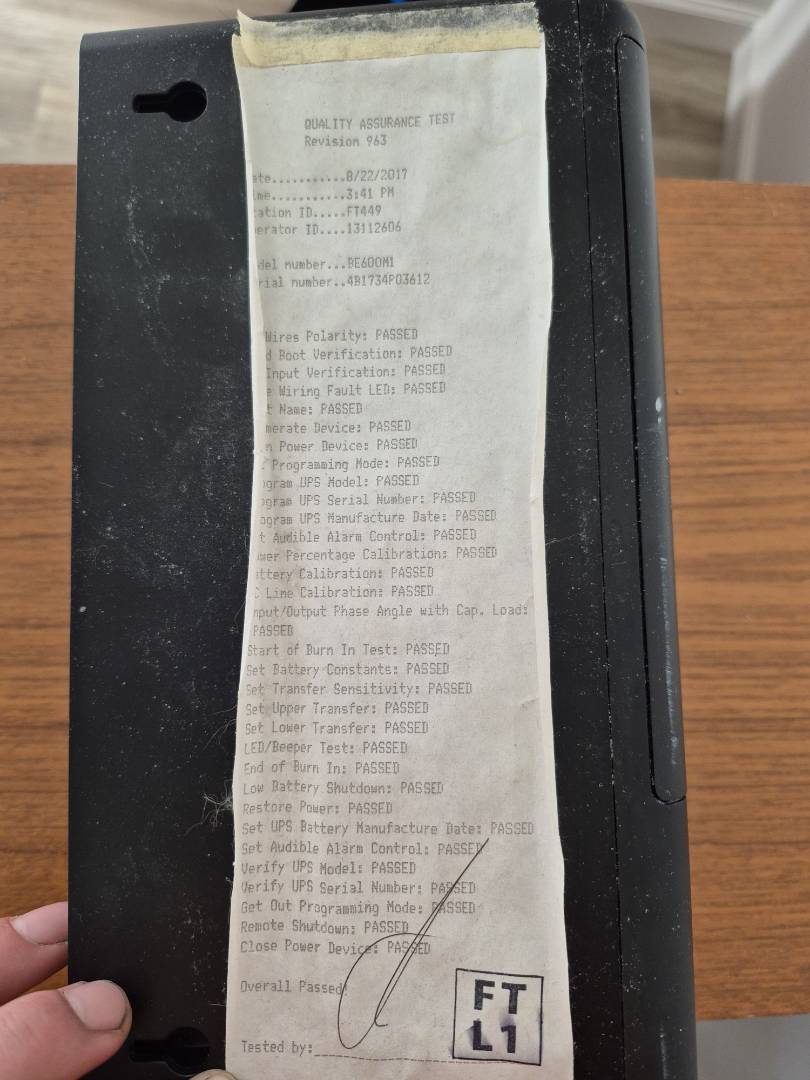 QUALITY ASSURANCE TEST
Revision 963
ate...........8/22/2017
me..........3:41 PM
ation ID.....FT449
erator ID....13112606
del number...BE600M1
rial number..4B1734P03612
Wires Polarity: PASSED
d Boot Verification: PASSED
Input Verification: PASSED
e Wiring Fault LED: PASSED
t Name: PASSED
merate Device: PASSED
n Power Device: PASSED
Programming Mode: PASSED
ogram UPS Model: PASSED
ogram UPS Serial Number: PASSED
ogram UPS Manufacture Date: PASSED
t Audible Alarm Control: PASSED
wer Percentage Calibration: PASSED
attery Calibration: PASSED
C Line Calibration: PASSED
nput/Output Phase Angle with Cap. Load:
PASSED
Start of Burn In Test: PASSED
Set Battery Constants: PASSED
Set Transfer Sensitivity: PASSED
Set Upper Transfer: PASSED
Set Lower Transfer: PASSED
LED/Beeper Test: PASSED
End of Burn In: PASSED
Low Battery Shutdown: PASSED
Restore Power: PASSED
Set UPS Battery Manufacture Date: PASSED
Set Audible Alarm Control: PASSED
Verify UPS Model: PASSED
Verify UPS Serial Number: PASSED
Get Out Programming Mode: PASSED
Remote Shutdown: PASSED
Close Power Device: PASSED
Overall Passed!
FT
L1
Tested by: